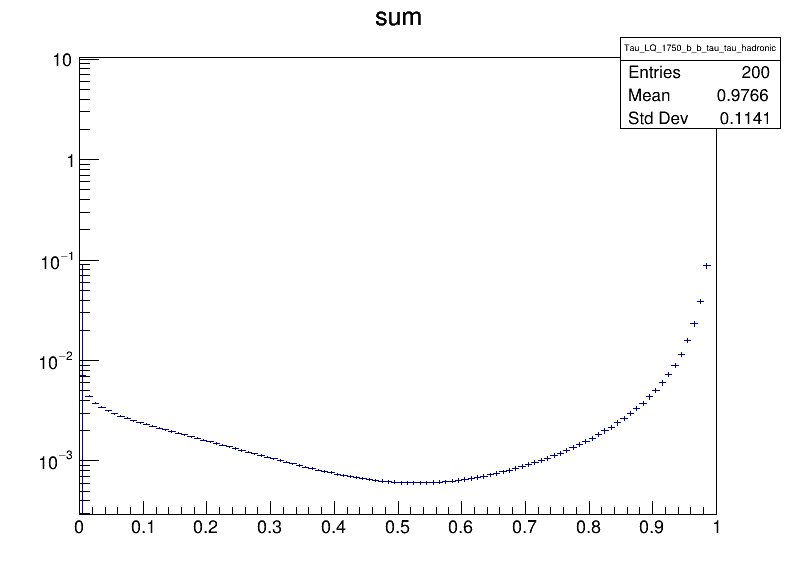 sum
Tau_LQ_1750_b_b_tau_tau_hadronic
Entries 200
Mean 0.9766
Std Dev 0.1141
10
1
10−1
10−2
10−3
0 0.1 0.2 0.3 0.4 0.5 0.6 0.7 0.8 0.9 1